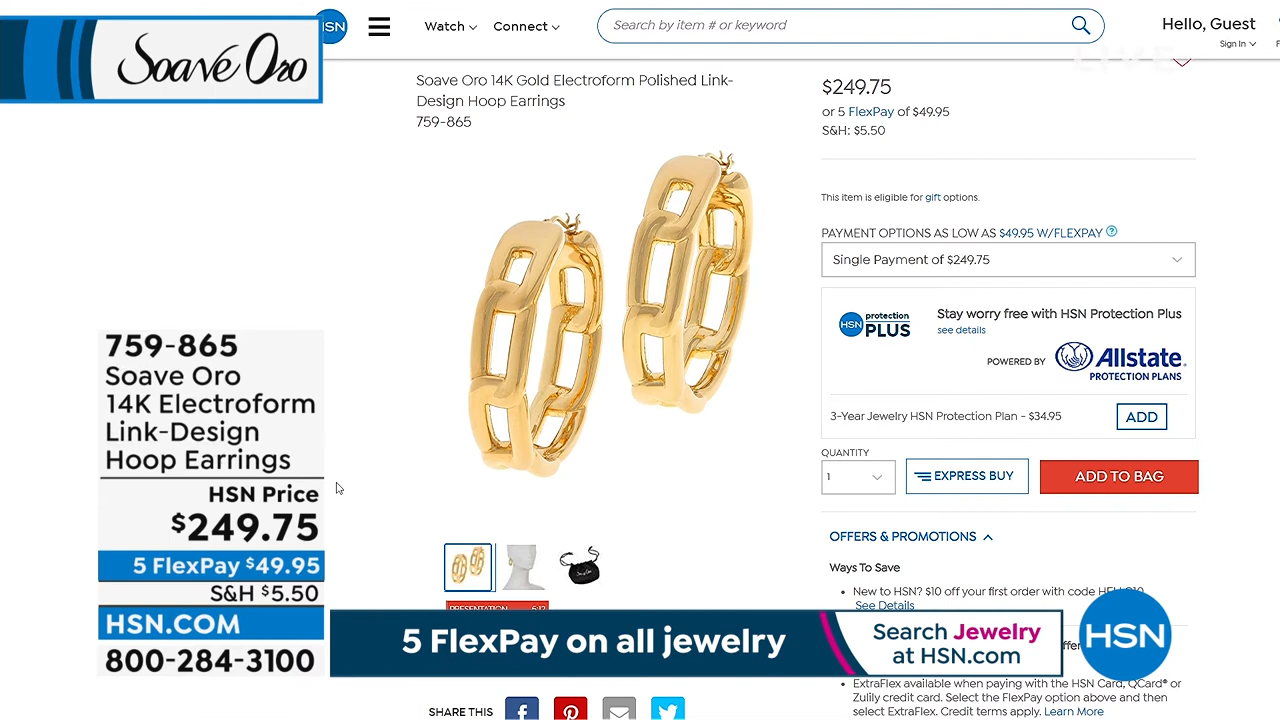 Soave Oro
HSN
Watch
Connect
Search by item # or keyword
Hello, Guest
Sign In
LIVE
Soave Oro 14K Gold Electroform Polished Link-
Design Hoop Earrings
759-865
$249.75
or 5 FlexPay of $49.95
S&H: $5.50
This item is eligible for gift options.
PAYMENT OPTIONS AS LOW AS $49.95 W/FLEXPAY ?
Single Payment of $249.75
HSN protection PLUS
Stay worry free with HSN Protection Plus
see details
POWERED BY Allstate.
PROTECTION PLANS
3-Year Jewelry HSN Protection Plan - $34.95
ADD
QUANTITY
1
EXPRESS BUY
ADD TO BAG
OFFERS & PROMOTIONS
Ways To Save
New to HSN? $10 off your first order with code
See Details
ExtraFlex available when paying with the HSN Card, QCard® or
Zulily credit card. Select the FlexPay option above and then
select ExtraFlex. Credit terms apply. Learn More
759-865
Soave Oro
14K Electroform
Link-Design
Hoop Earrings
HSN Price
$249.75
5 FlexPay $49.95
S&H $5.50
HSN.COM
800-284-3100
PRESENTATION 5:12
5 FlexPay on all jewelry
Search Jewelry
at HSN.com
HSN
SHARE THIS